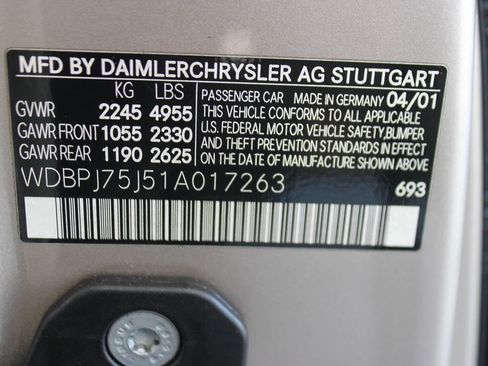 MFD BY DAIMLERCHRYSLER AG STUTTGART
KG LBS
GVWR 2245 4955
GAWR FRONT 1055 2330
GAWR REAR 1190 2625
PASSENGER CAR MADE IN GERMANY 04/01
THIS VEHICLE CONFORMS TO ALL APPLICABLE
U.S. FEDERAL MOTOR VEHICLE SAFETY, BUMPER
AND THEFT PREVENTION STANDARDS IN EFFECT
ON THE DATE OF MANUFACTURE SHOWN ABOVE.
WDBPJ75J51A017263
693